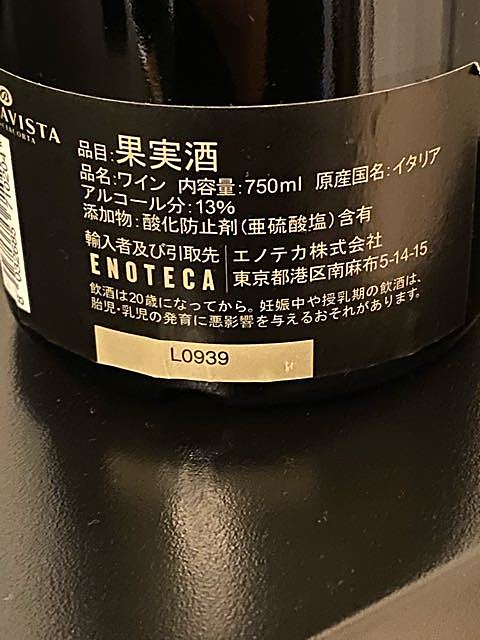 AVISTA
品目:果実酒
品名:ワイン 内容量:750ml 原産国名:イタリア
アルコール分:13%
添加物:酸化防止剤(亜硫酸塩)含有
輸入者及び引取先 エノテカ株式会社
ENOTECA 東京都港区南麻布5-14-15
飲酒は20歳になってから。妊娠中や授乳期の飲酒は、
胎児・乳児の発育に悪影響を与えるおそれがあります。
L0939